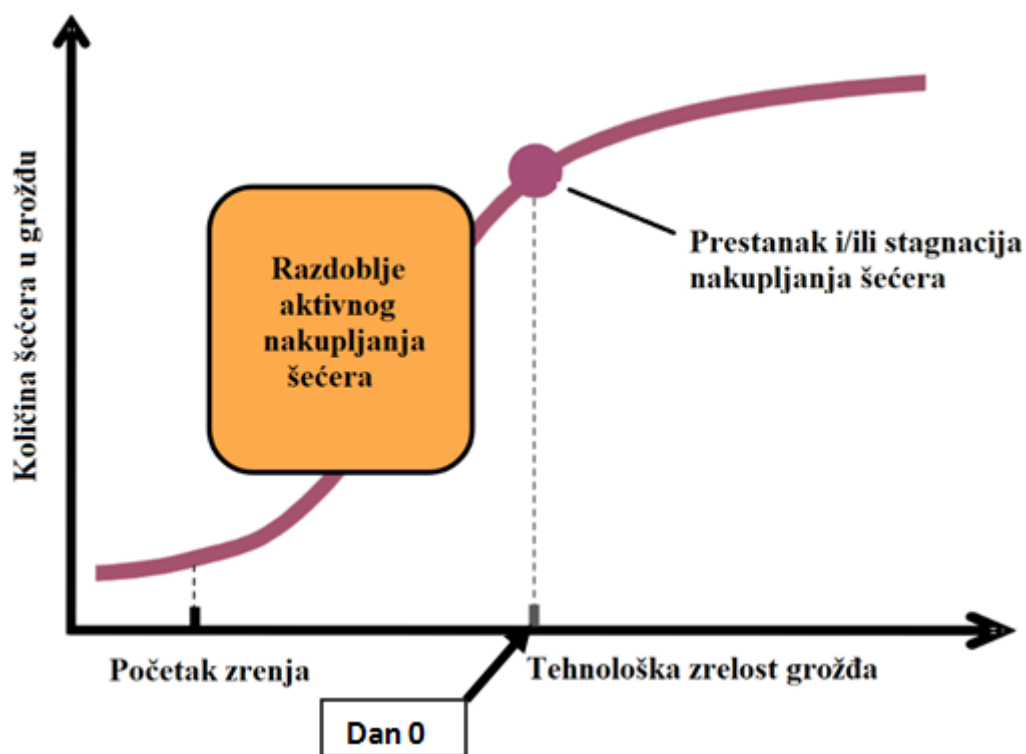 Količina šećera u grožđu
Razdoblje
aktivnog
nakupljanja
šećera
Prestanak i/ili stagnacija
nakupljanja šećera
Početak zrenja
Tehnološka zrelost grožđa
Dan 0